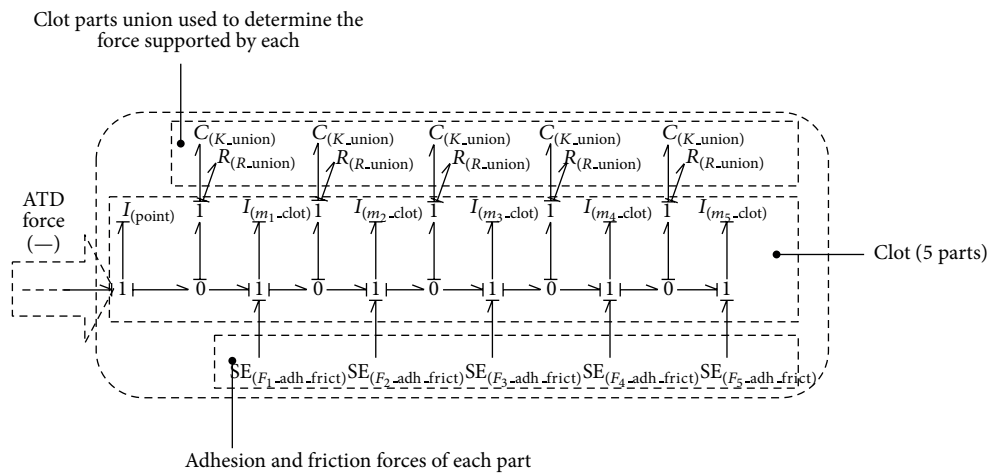 Clot parts union used to determine the
force supported by each
C(K_union) C(K_union) C(K_union) C(K_union) C(K_union)
R(R_union) R(R_union) R(R_union) R(R_union) R(R_union)
ATD
force
(—)
I(point) 1 I(m1_clot) 1 I(m2_clot) 1 I(m3_clot) 1 I(m4_clot) 1 I(m5_clot)
Clot (5 parts)
1 0 1 0 1 0 1 0 1 0 1
SE(F1_adh_frict) SE(F2_adh_frict) SE(F3_adh_frict) SE(F4_adh_frict) SE(F5_adh_frict)
Adhesion and friction forces of each part